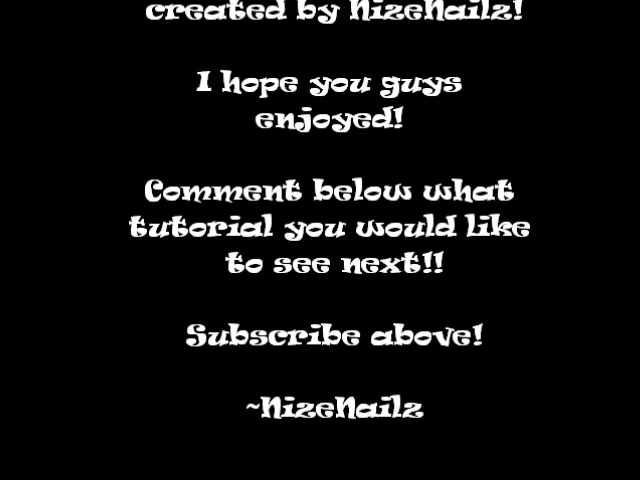 created by NizeNailz!
I hope you guys
enjoyed!
Comment below what
tutorial you would like
to see next!!
Subscribe above!
~NizeNailz